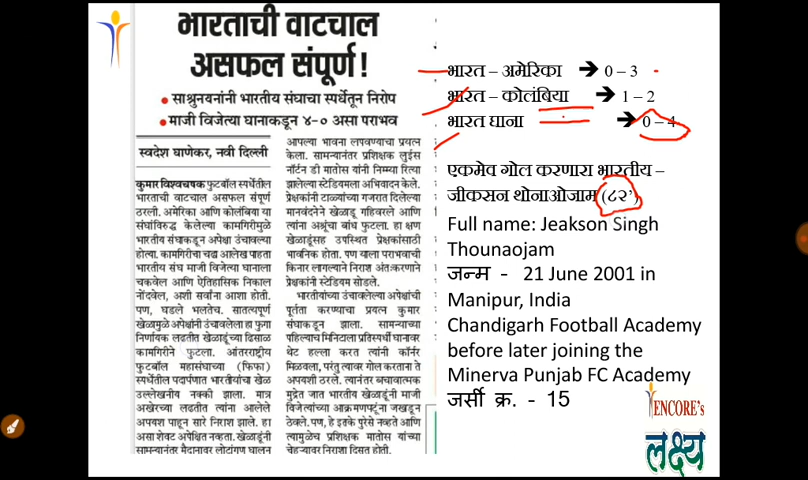 भारताची वाटचाल
असफल संपूर्ण!
● साश्रुनयनांनी भारतीय संघाचा स्पर्धेतून निरोप
● माजी विजेत्या घानाकडून ४-० असा पराभव
स्वदेश घाणेकर, नवी दिल्ली
कुमार विश्वचषक फुटबॉल स्पर्धेतील
भारताची वाटचाल असफल संपूर्ण
ठरली. अमेरिका आणि कोलंबिया या
संघांविरुद्ध केलेल्या कामगिरीमुळे
भारतीय संघाकडून अपेक्षा उंचावल्या
होत्या. कामगिरीचा चढा आलेख पाहता
भारतीय संघ माजी विजेत्या घानाला
चकवेल आणि ऐतिहासिक निकाल
नोंदवेल, अशी सर्वांना आशा होती.
पण, घडले भलतेच. सातत्यपूर्ण
खेळामुळे अपेक्षांनी उंचावलेला हा फुगा
निर्णायक लढतीत खेळाडूंच्या ढिसाळ
कामगिरीने फुटला. आंतरराष्ट्रीय
फुटबॉल महासंघाच्या (फिफा)
स्पर्धेतील पदार्पणात भारतीयांचा खेळ
उल्लेखनीय नक्की झाला. मात्र
अखेरच्या लढतीत त्यांना आलेले
अपयश पाहून सारे निराश झाले. हा
असा शेवट अपेक्षित नव्हता. खेळाडूंनी
सामन्यानंतर मैदानावर लोटांगण घालन
आपल्या भावना लपवण्याचा प्रयत्न
केला. सामन्यानंतर प्रशिक्षक लुईस
नॉर्टन डी मातोस यांनी निम्म्या रित्या
झालेल्या स्टेडियमला अभिवादन केले.
प्रेक्षकांनी टाळ्यांच्या गजरात दिलेल्या
मानवंदनेने खेळाडू गहिवरले आणि
त्यांना अश्रूंचा बांध फुटला. हा क्षण
खेळाडूंसह उपस्थित प्रेक्षकांसाठी
भावनिक होता. पण याला पराभवाची
किनार लागल्याने निराश अंतःकरणाने
प्रेक्षकांनी स्टेडियम सोडले.
भारतीयांच्या उंचावलेल्या अपेक्षांची
पूर्तता करण्याचा प्रयत्न कुमार
संघाकडून झाला. सामन्याच्या
पहिल्याच मिनिटाला प्रतिस्पर्धी घानावर
थेट हल्ला करत त्यांनी कॉर्नर
मिळवला, परंतु त्यावर गोल करताना ते
अपयशी ठरले. त्यानंतर बचावात्मक
मुद्रेत जात भारतीय खेळाडूंनी माजी
विजेत्यांच्या आक्रमणपटूंना जखडून
ठेवले. पण, हे इतके पुरेसे नव्हते आणि
त्यामुळेच प्रशिक्षक मातोस यांच्या
चेहऱ्यावर निराशा दिसत होती.
भारत – अमेरिका ➔ 0 – 3
भारत – कोलंबिया ➔ 1 – 2
भारत घाना ➔ 0 – 4
एकमेव गोल करणारा भारतीय –
जीकसन थोनाओजाम (८२')
Full name: Jeakson Singh
Thounaojam
जन्म - 21 June 2001 in
Manipur, India
Chandigarh Football Academy
before later joining the
Minerva Punjab FC Academy
जर्सी क्र. - 15
ENCORE's
लक्ष्य